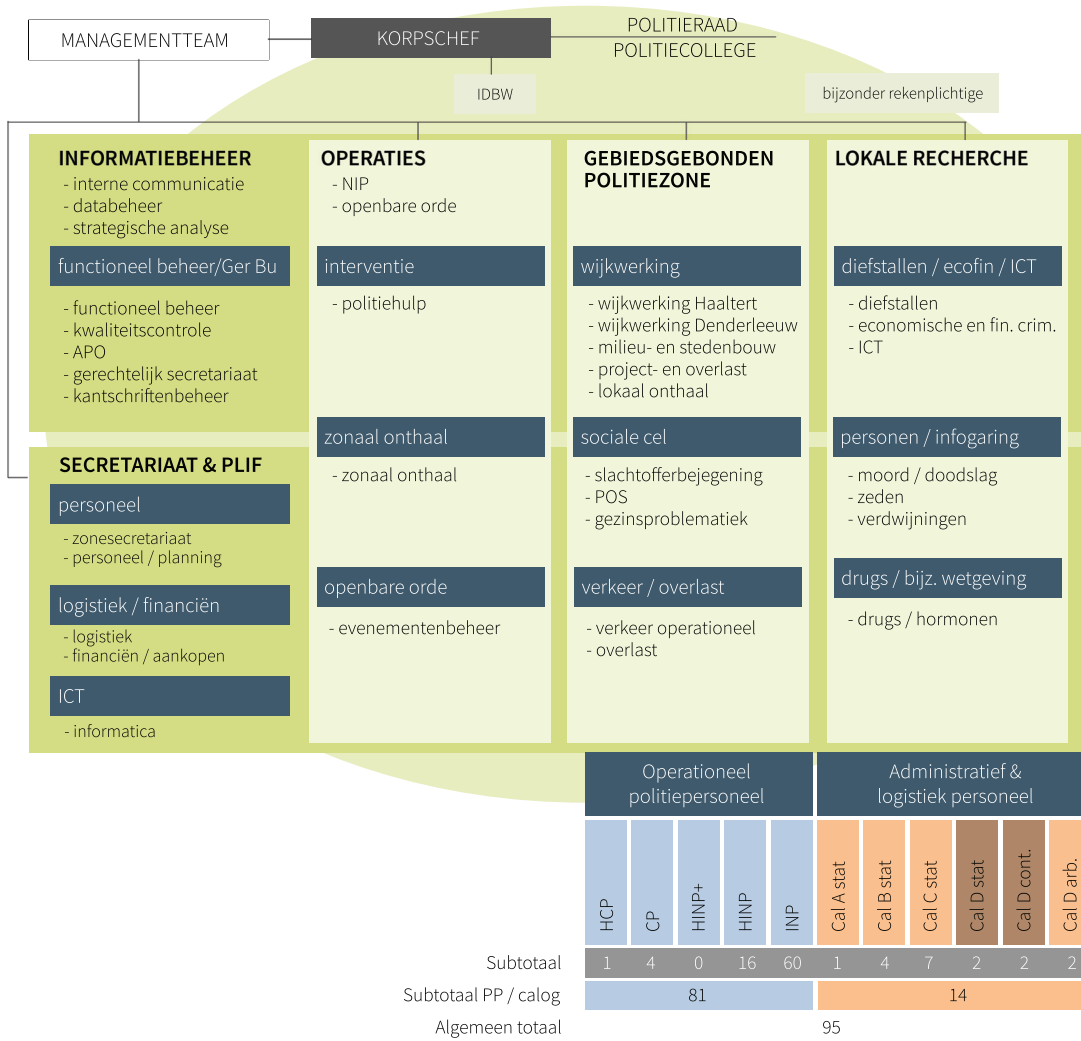 MANAGEMENTTEAM
KORPSCHEF
POLITIERAAD
POLITIECOLLEGE
IDBW
bijzonder rekenplichtige
INFORMATIEBEHEER
- interne communicatie
- databeheer
- strategische analyse
functioneel beheer/Ger Bu
- functioneel beheer
- kwaliteitscontrole
- APO
- gerechtelijk secretariaat
- kantschriftenbeheer
SECRETARIAAT & PLIF
personeel
- zonesecretariaat
- personeel / planning
logistiek / financiën
- logistiek
- financiën / aankopen
ICT
- informatica
OPERATIES
- NIP
- openbare orde
interventie
- politiehulp
zonaal onthaal
- zonaal onthaal
openbare orde
- evenementenbeheer
GEBIEDSGEBONDEN
POLITIEZONE
wijkwerking
- wijkwerking Haaltert
- wijkwerking Denderleeuw
- milieu- en stedenbouw
- project- en overlast
- lokaal onthaal
sociale cel
- slachtofferbejegening
- POS
- gezinsproblematiek
verkeer / overlast
- verkeer operationeel
- overlast
LOKALE RECHERCHE
diefstallen / ecofin / ICT
- diefstallen
- economische en fin. crim.
- ICT
personen / infogaring
- moord / doodslag
- zeden
- verdwijningen
drugs / bijz. wetgeving
- drugs / hormonen
Operationeel
politiepersoneel
Administratief &
logistiek personeel
HCP
CP
HINP+
HINP
INP
Cal A stat
Cal B stat
Cal C stat
Cal D stat
Cal D cont.
Cal D arb.
Subtotaal 1 4 0 16 60 1 4 7 2 2 2
Subtotaal PP / calog 81 14
Algemeen totaal 95